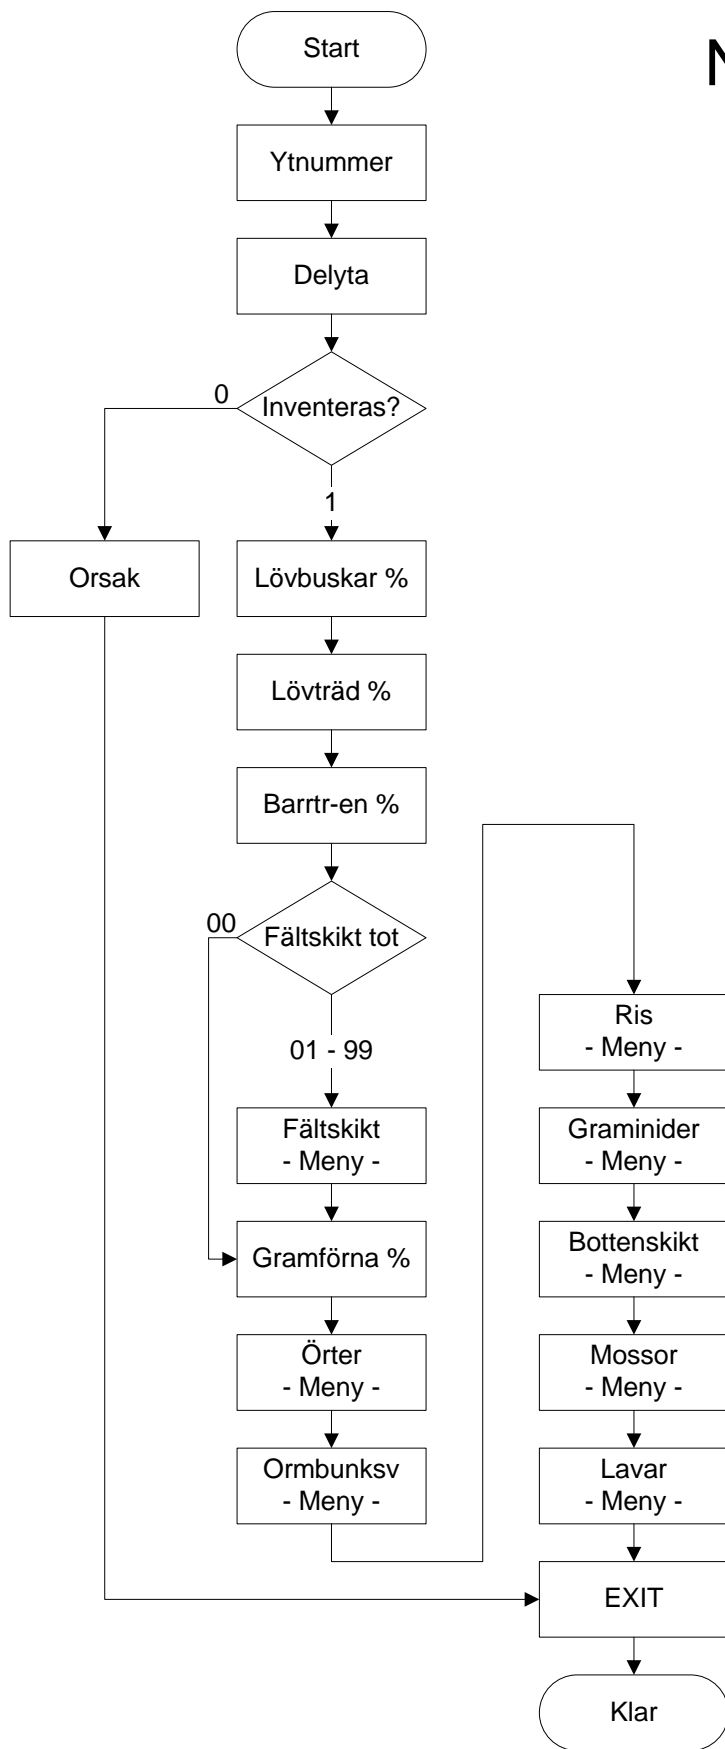 Start
Ytnummer
Delyta
Inventeras?
0
1
Orsak
Lövbuskar %
Lövträd %
Barrtr-en %
Fältskikt tot
00
01 - 99
Fältskikt
- Meny -
Gramförna %
Örter
- Meny -
Ormbunksv
- Meny -
Ris
- Meny -
Graminider
- Meny -
Bottenskikt
- Meny -
Mossor
- Meny -
Lavar
- Meny -
EXIT
Klar